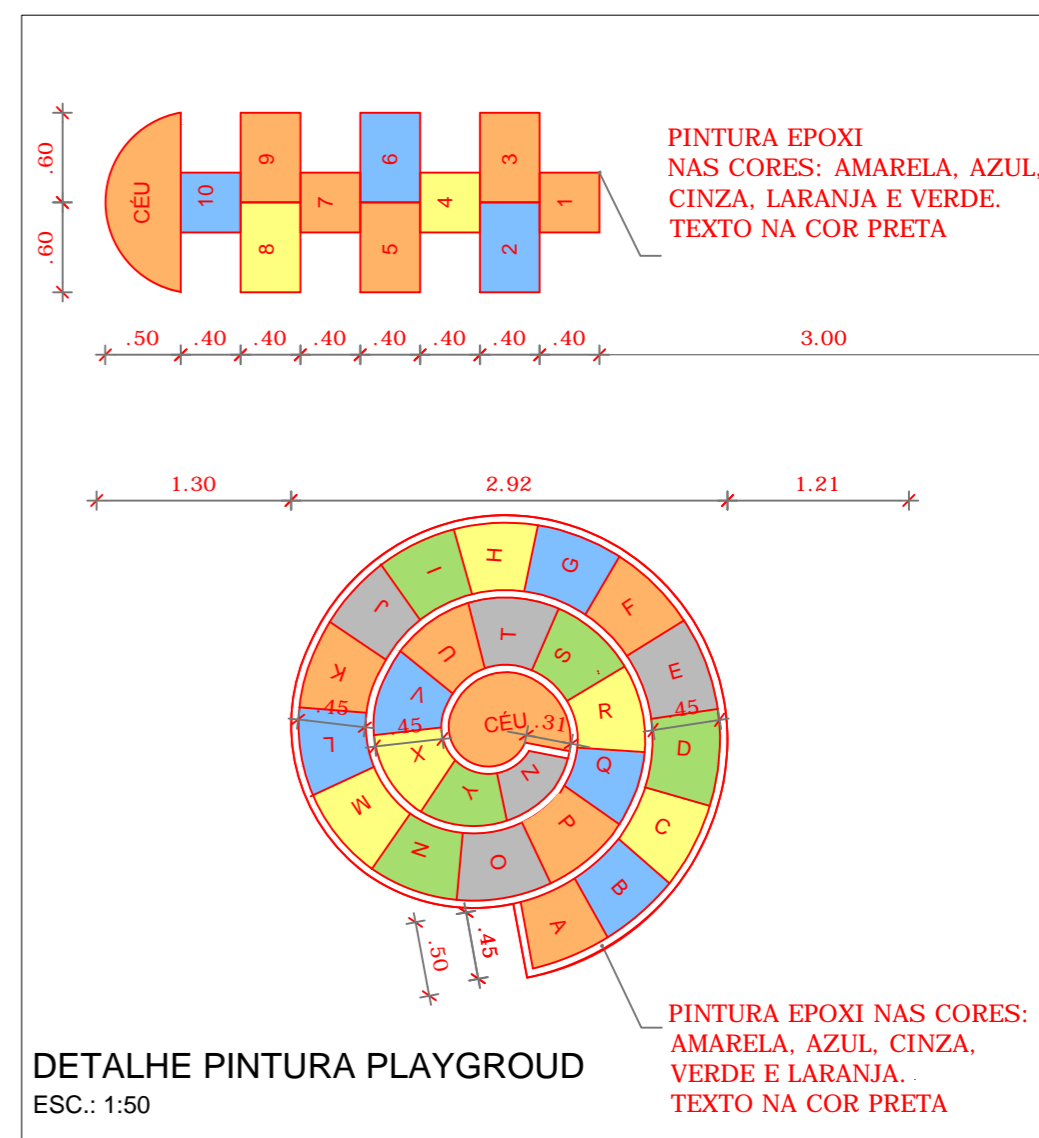 PINTURA EPOXI
NAS CORES: AMARELA, AZUL,
CINZA, LARANJA E VERDE.
TEXTO NA COR PRETA
.60
.60
CÉU
10
9
8
7
6
5
4
3
2
1
.50 .40 .40 .40 .40 .40 .40 .40 3.00
1.30 2.92 1.21
A
B
C
D
E
F
G
H
I
J
K
L
M
N
O
P
Q
R
S
T
U
V
X
Y
Z
CÉU
.31
.45
.45
.45
.45
.50
PINTURA EPOXI NAS CORES:
AMARELA, AZUL, CINZA,
VERDE E LARANJA.
TEXTO NA COR PRETA
DETALHE PINTURA PLAYGROUD
ESC.: 1:50